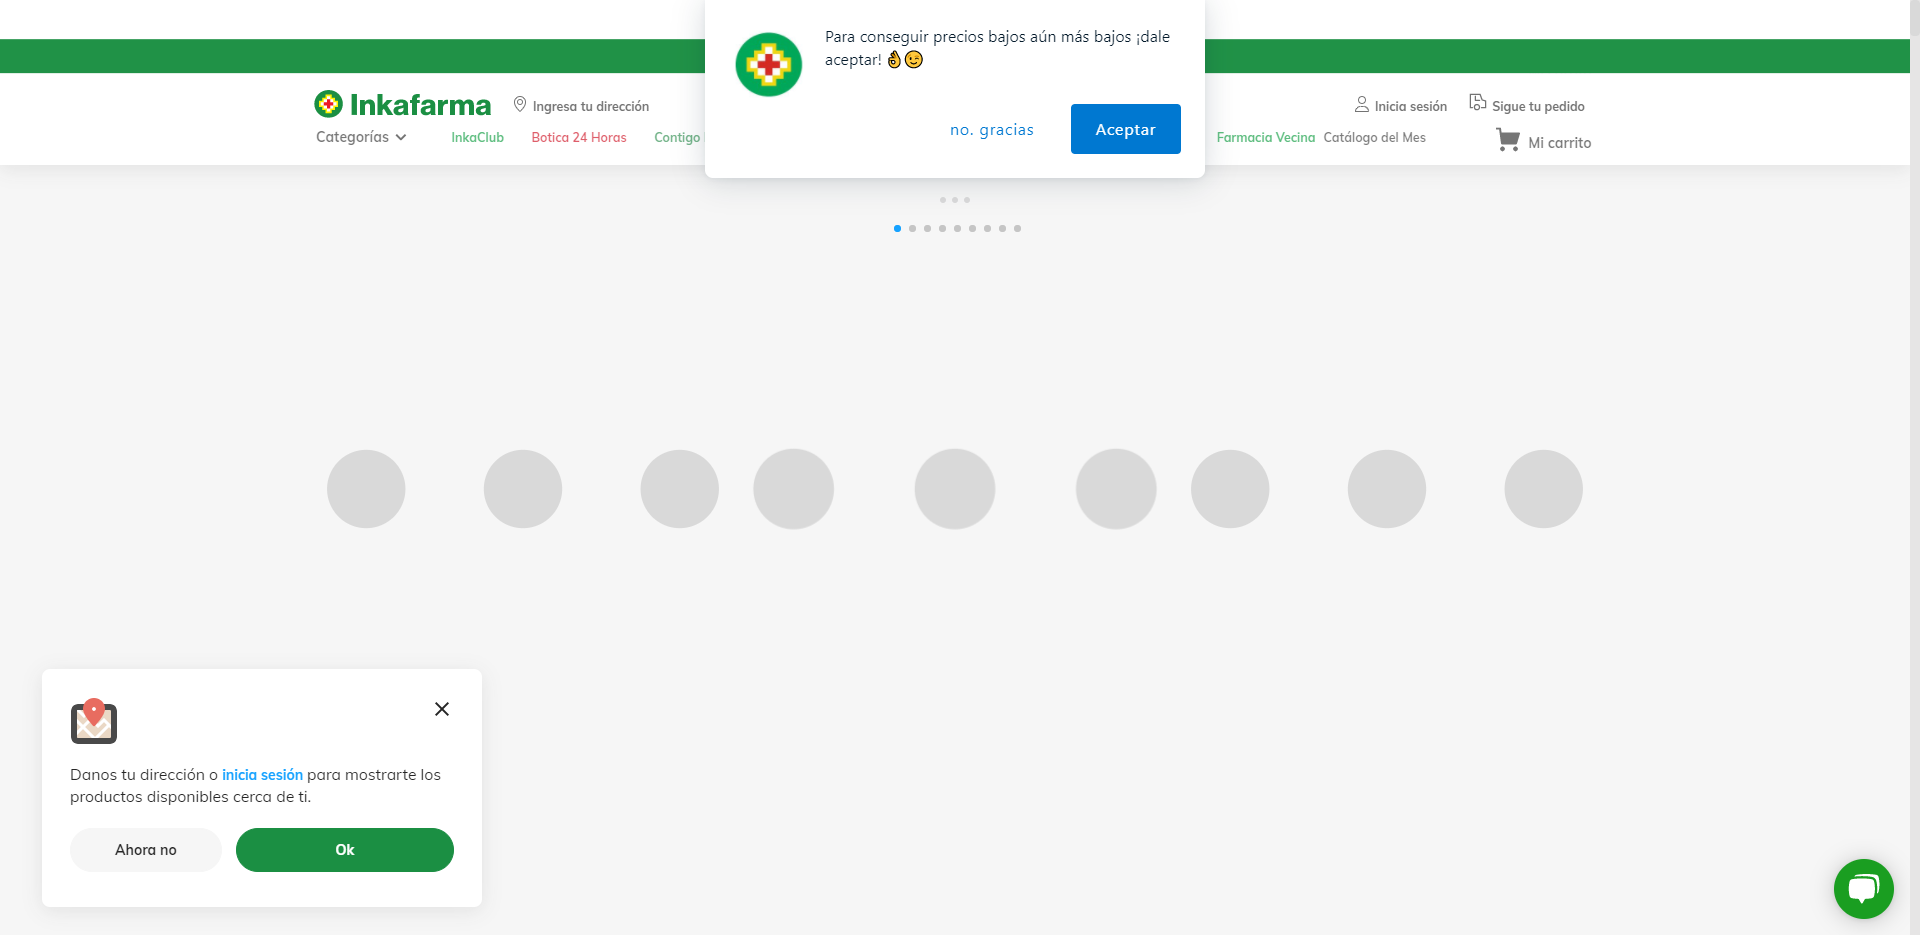 Para conseguir precios bajos aún más bajos ¡dale
aceptar! 👌😉
no. gracias
Aceptar
Inkafarma
Ingresa tu dirección
Inicia sesión
Sigue tu pedido
Categorías
InkaClub
Botica 24 Horas
Contigo
Farmacia Vecina
Catálogo del Mes
Mi carrito
Danos tu dirección o inicia sesión para mostrarte los
productos disponibles cerca de ti.
Ahora no
Ok